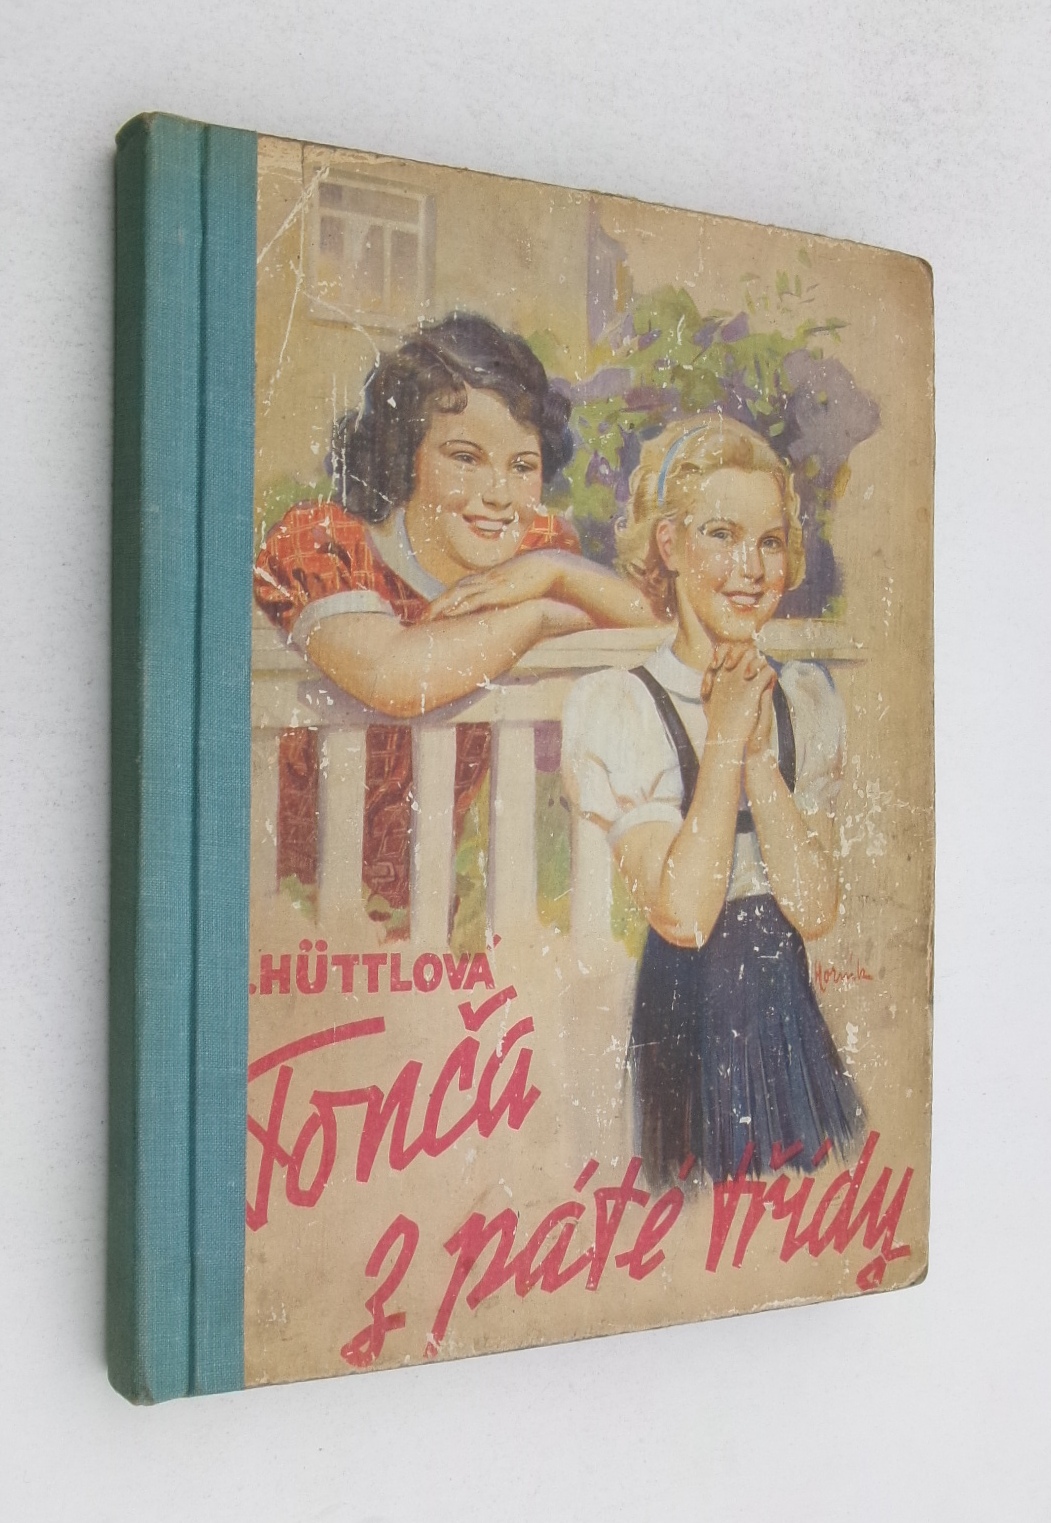 .HÜTTLOVÁ
Tonča
z páté třídy